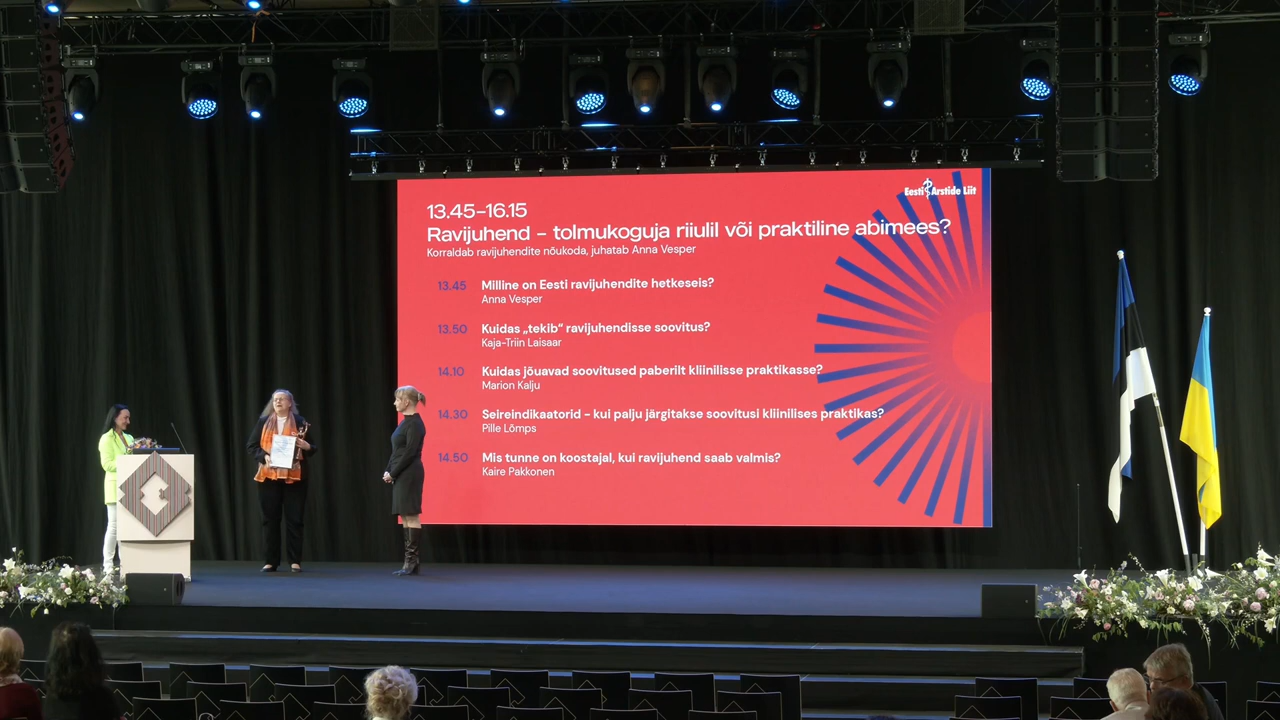 Eesti Arstide Liit
13.45–16.15
Ravijuhend – tolmukoguja riiulil või praktiline abimees?
Korraldab ravijuhendite nõukoda, juhatab Anna Vesper
13.45 Milline on Eesti ravijuhendite hetkeseis?
Anna Vesper
13.50 Kuidas „tekib“ ravijuhendisse soovitus?
Kaja-Triin Laisaar
14.10 Kuidas jõuavad soovitused paberilt kliinilisse praktikasse?
Marion Kalju
14.30 Seireindikaatorid – kui palju järgitakse soovitusi kliinilises praktikas?
Pille Lõmps
14.50 Mis tunne on koostajal, kui ravijuhend saab valmis?
Kaire Pakkonen